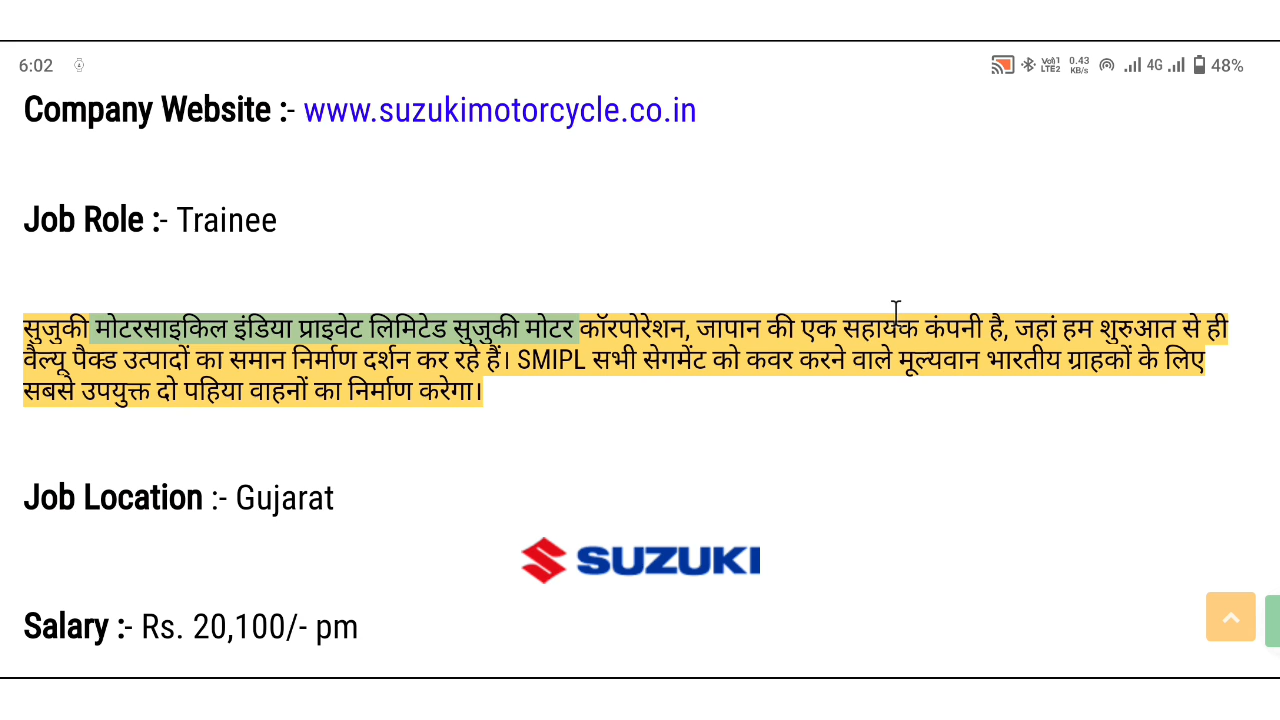 6:02 Vo)) 1 LTE2 0.43 KB/s 4G 48%
Company Website :- www.suzukimotorcycle.co.in
Job Role :- Trainee
सुजुकी मोटरसाइकिल इंडिया प्राइवेट लिमिटेड सुजुकी मोटर कॉरपोरेशन, जापान की एक सहायक कंपनी है, जहां हम शुरुआत से ही
वैल्यू पैक्ड उत्पादों का समान निर्माण दर्शन कर रहे हैं। SMIPL सभी सेगमेंट को कवर करने वाले मूल्यवान भारतीय ग्राहकों के लिए
सबसे उपयुक्त दो पहिया वाहनों का निर्माण करेगा।
Job Location :- Gujarat
SUZUKI
Salary :- Rs. 20,100/- pm